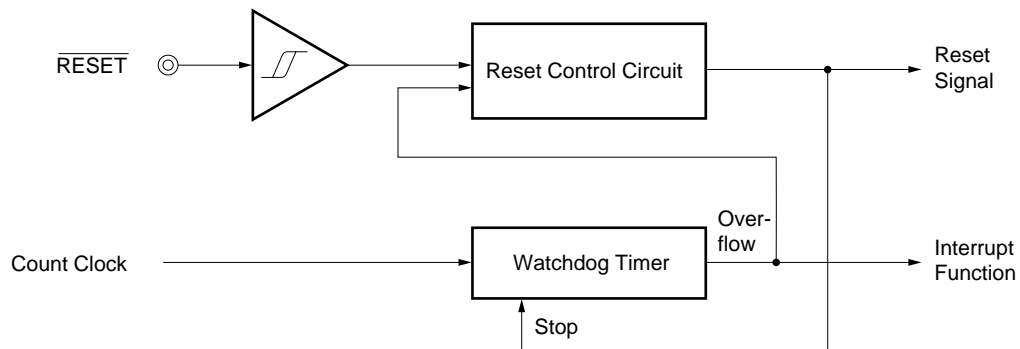 RESET
Reset Control Circuit
Reset
Signal
Over-
flow
Count Clock
Watchdog Timer
Interrupt
Function
Stop